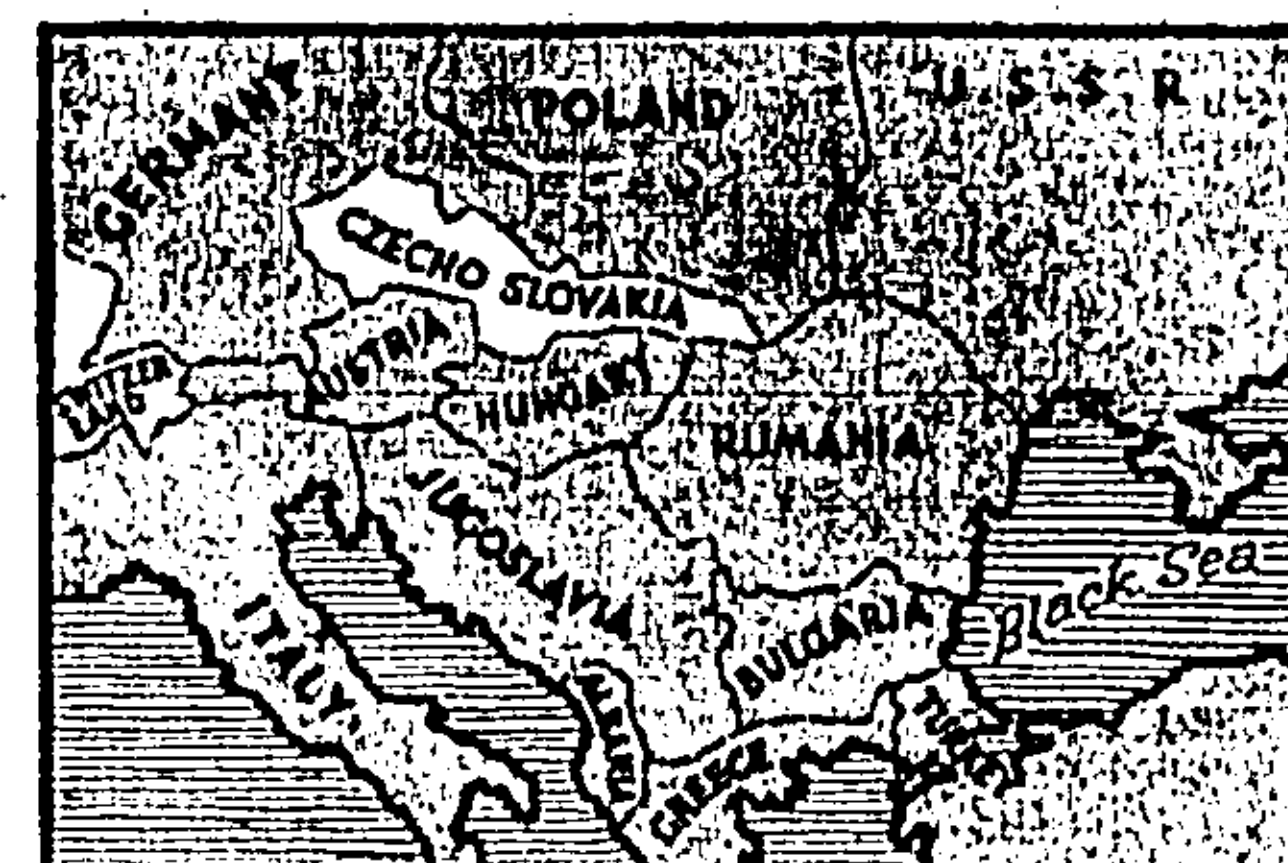 GERMANY
POLAND
U.S.S.R
CZECHO SLOVAKIA
AUSTRIA
HUNGARY
RUMANIA
JUGOSLAVIA
ITALY
BULGARIA
Black Sea
GREECE